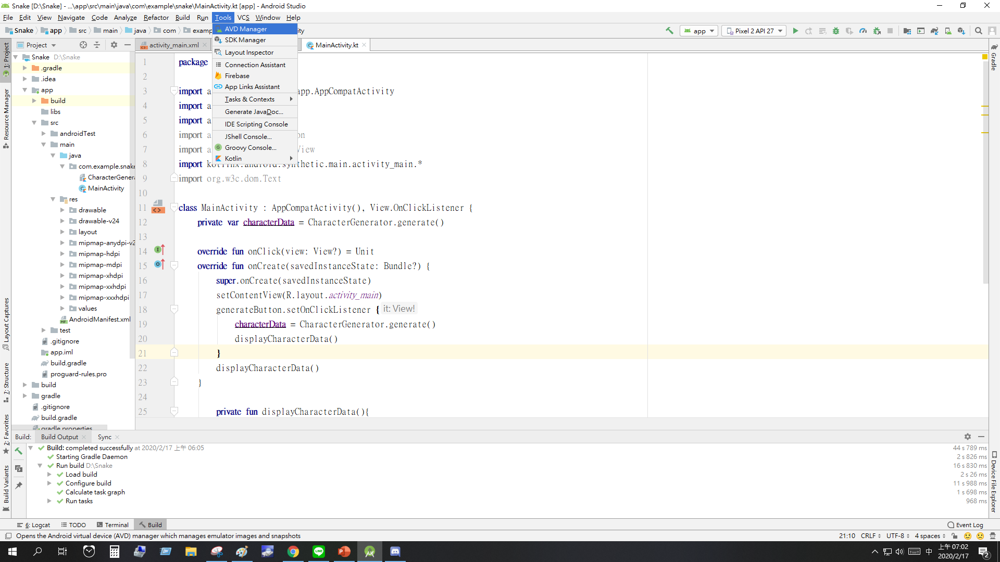 Snake [D:\Snake] - ...\app\src\main\java\com\example\snake\MainActivity.kt [app] - Android Studio
File Edit View Navigate Code Analyze Refactor Build Run Tools VCS Window Help
Snake app src main java com examp ty app Pixel 2 API 27
AVD Manager
SDK Manager
Layout Inspector
Connection Assistant
Firebase
App Links Assistant
Tasks & Contexts
Generate JavaDoc...
IDE Scripting Console
JShell Console...
Groovy Console...
Kotlin
Project
activity_main.xml MainActivity.kt
1: Project
Resource Manager
Layout Captures
7: Structure
2: Favorites
Build Variants
Gradle
Device File Explorer
Snake D:\Snake
.gradle
.idea
app
build
libs
src
androidTest
main
java
com.example.snake
CharacterGenera
MainActivity
res
drawable
drawable-v24
layout
mipmap-anydpi-v2
mipmap-hdpi
mipmap-mdpi
mipmap-xhdpi
mipmap-xxhdpi
mipmap-xxxhdpi
values
AndroidManifest.xml
test
.gitignore
app.iml
build.gradle
proguard-rules.pro
build
gradle
.gitignore
build.gradle
gradle.properties
1 package
2
3 import a app.AppCompatActivity
4 import a
5 import a
6 import a on
7 import a View
8 import kotlinx.android.synthetic.main.activity_main.*
9 import org.w3c.dom.Text
10
11 class MainActivity : AppCompatActivity(), View.OnClickListener {
12 private var characterData = CharacterGenerator.generate()
13
14 override fun onClick(view: View?) = Unit
15 override fun onCreate(savedInstanceState: Bundle?) {
16 super.onCreate(savedInstanceState)
17 setContentView(R.layout.activity_main)
18 generateButton.setOnClickListener { it: View!
19 characterData = CharacterGenerator.generate()
20 displayCharacterData()
21 }
22 displayCharacterData()
23 }
24
25 private fun displayCharacterData(){
Build: Build Output Sync
Build: completed successfully at 2020/2/17 上午 06:05 44 s 789 ms
Starting Gradle Daemon 2 s 826 ms
Run build D:\Snake 16 s 830 ms
Load build 2 s 26 ms
Configure build 11 s 988 ms
Calculate task graph 1 s 698 ms
Run tasks 968 ms
6: Logcat TODO Terminal Build Event Log
Opens the Android virtual device (AVD) manager which manages emulator images and snapshots 21:10 CRLF UTF-8 4 spaces
LINE
中 上午 07:02
2020/2/17 2